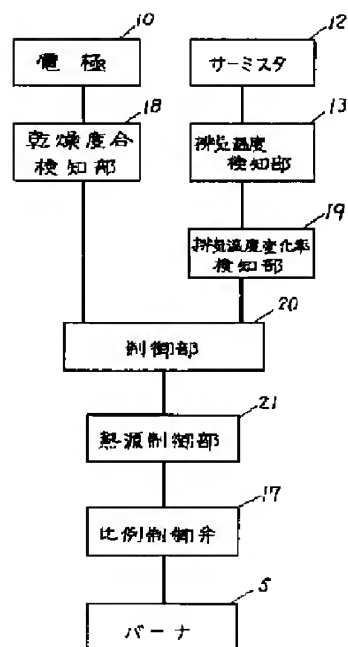 10
電極
12
サーミスタ
18
乾燥度合
検知部
13
排気温度
検知部
19
排気温度変化率
検知部
20
制御部
21
熱源制御部
17
比例制御弁
5
バーナ